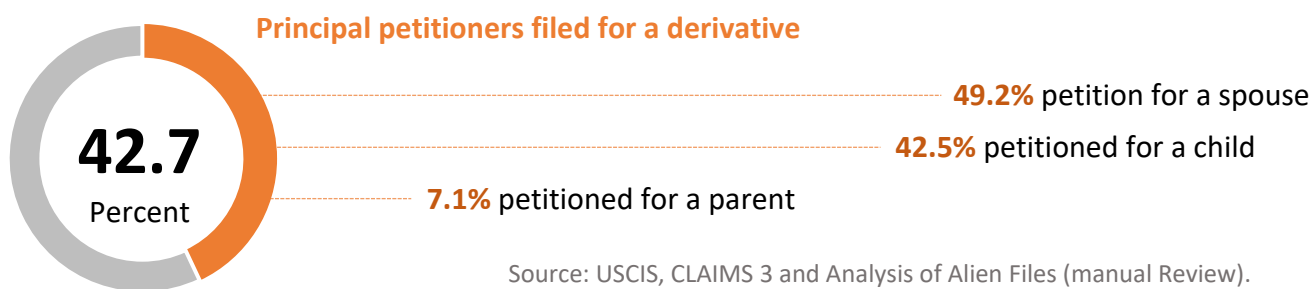 Principal petitioners filed for a derivative
49.2% petition for a spouse
42.7
Percent
42.5% petitioned for a child
7.1% petitioned for a parent
Source: USCIS, CLAIMS 3 and Analysis of Alien Files (manual Review).